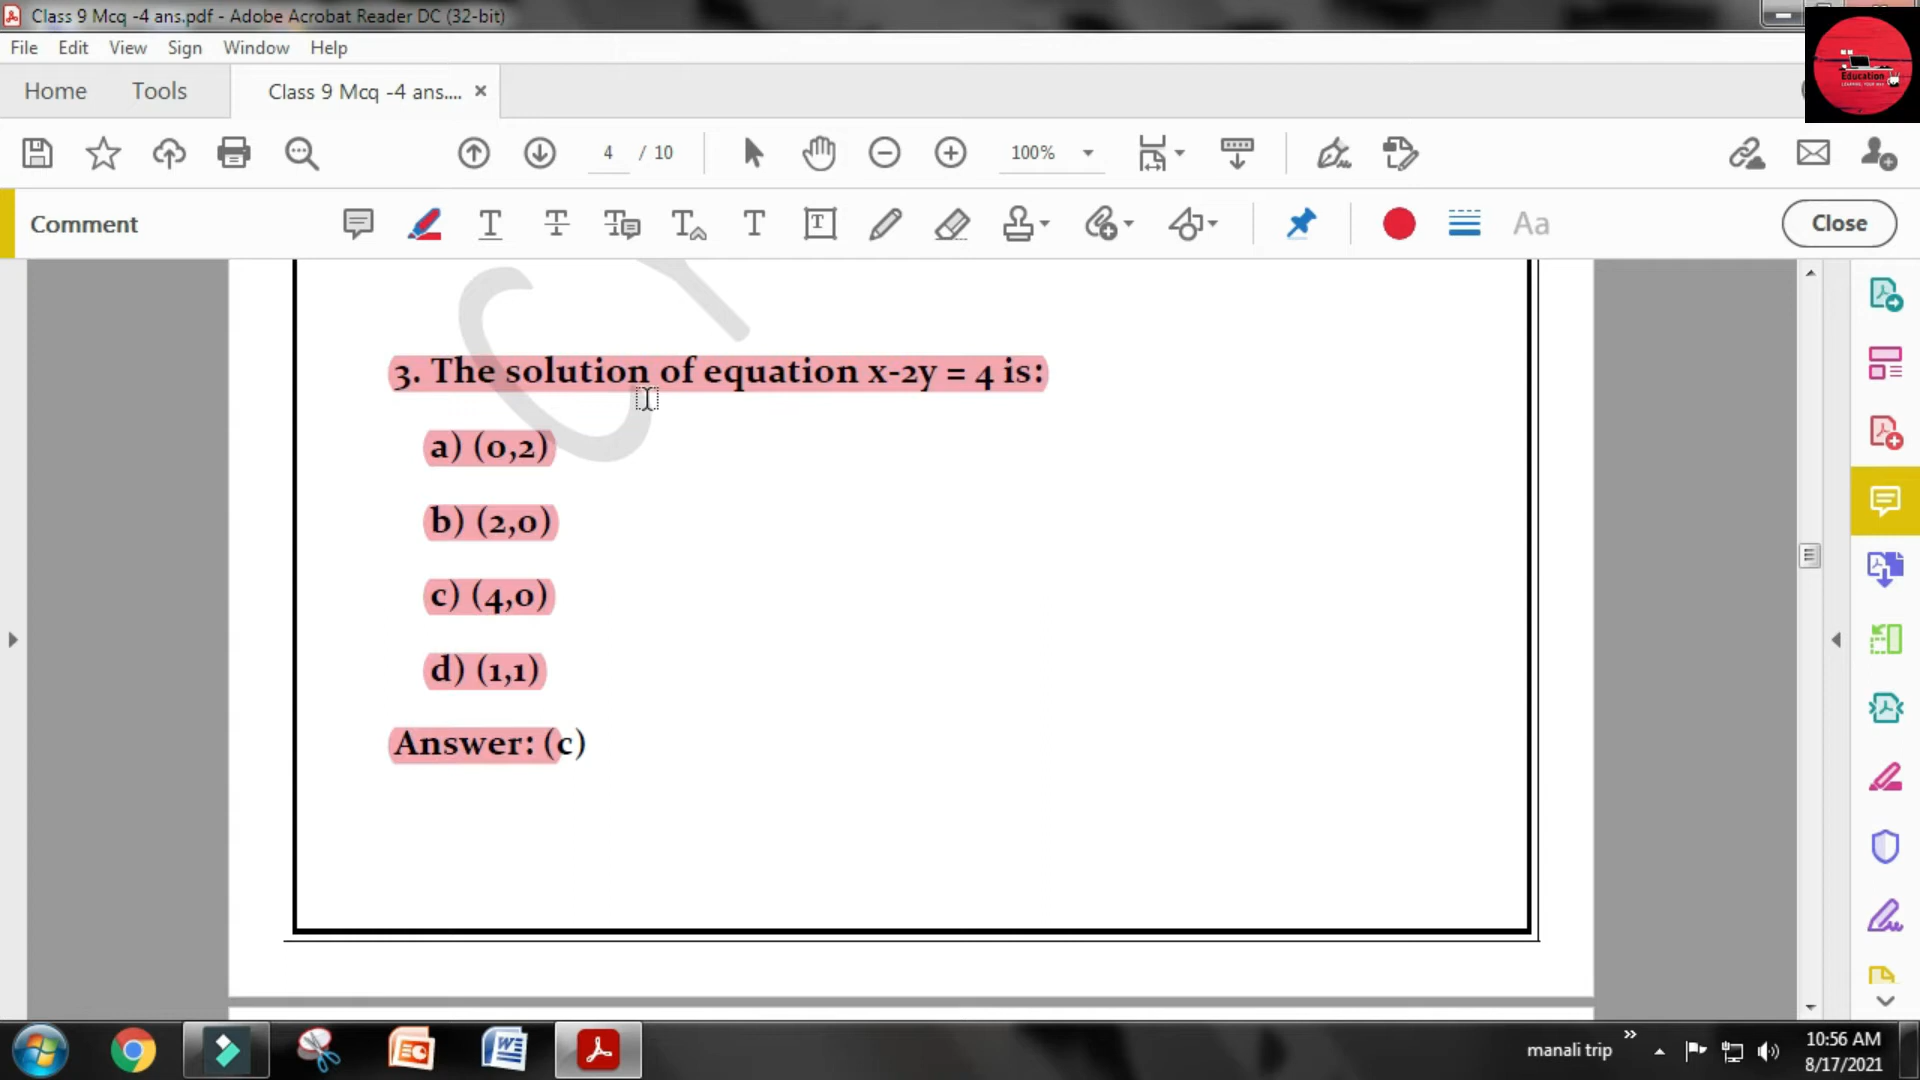 Class 9 Mcq -4 ans.pdf - Adobe Acrobat Reader DC (32-bit)
File Edit View Sign Window Help
Home Tools Class 9 Mcq -4 ans.... ×
4 / 10 100%
Comment Aa Close
Education
3. The solution of equation x-2y = 4 is:
a) (0,2)
b) (2,0)
c) (4,0)
d) (1,1)
Answer: (c)
manali trip
10:56 AM
8/17/2021